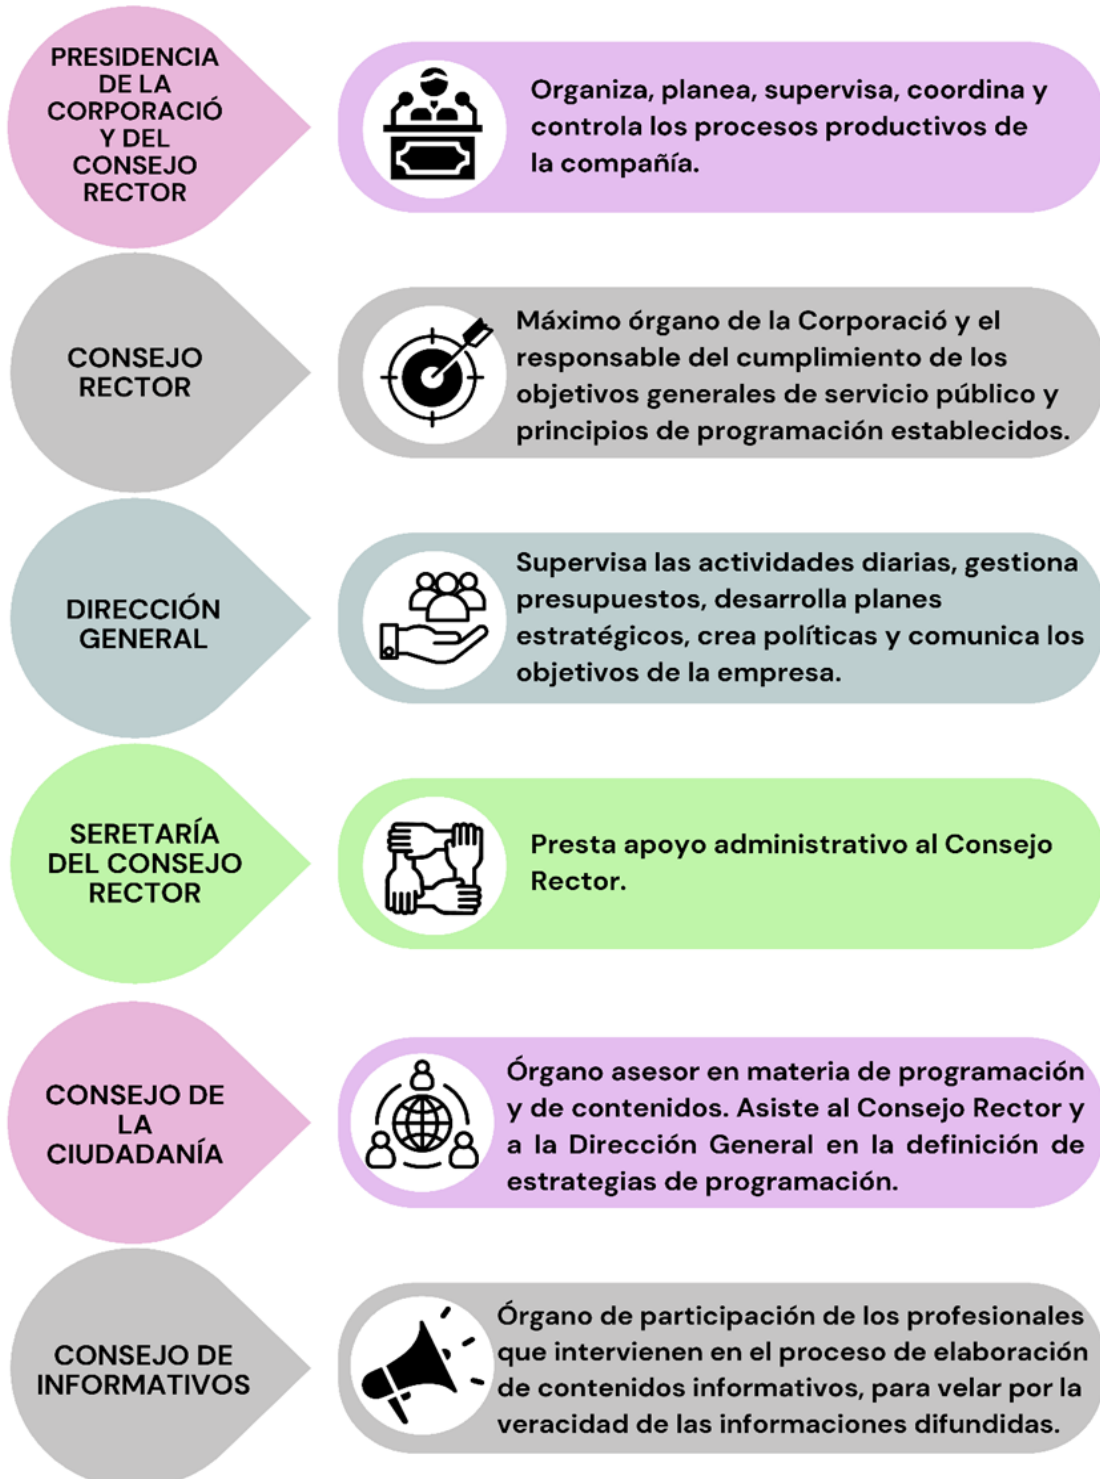 PRESIDENCIA
DE LA
CORPORACIÓ
Y DEL
CONSEJO
RECTOR
Organiza, planea, supervisa, coordina y
controla los procesos productivos de
la compañía.
CONSEJO
RECTOR
Máximo órgano de la Corporació y el
responsable del cumplimiento de los
objetivos generales de servicio público y
principios de programación establecidos.
DIRECCIÓN
GENERAL
Supervisa las actividades diarias, gestiona
presupuestos, desarrolla planes
estratégicos, crea políticas y comunica los
objetivos de la empresa.
SERETARÍA
DEL CONSEJO
RECTOR
Presta apoyo administrativo al Consejo
Rector.
CONSEJO DE
LA
CIUDADANÍA
Órgano asesor en materia de programación
y de contenidos. Asiste al Consejo Rector y
a la Dirección General en la definición de
estrategias de programación.
CONSEJO DE
INFORMATIVOS
Órgano de participación de los profesionales
que intervienen en el proceso de elaboración
de contenidos informativos, para velar por la
veracidad de las informaciones difundidas.